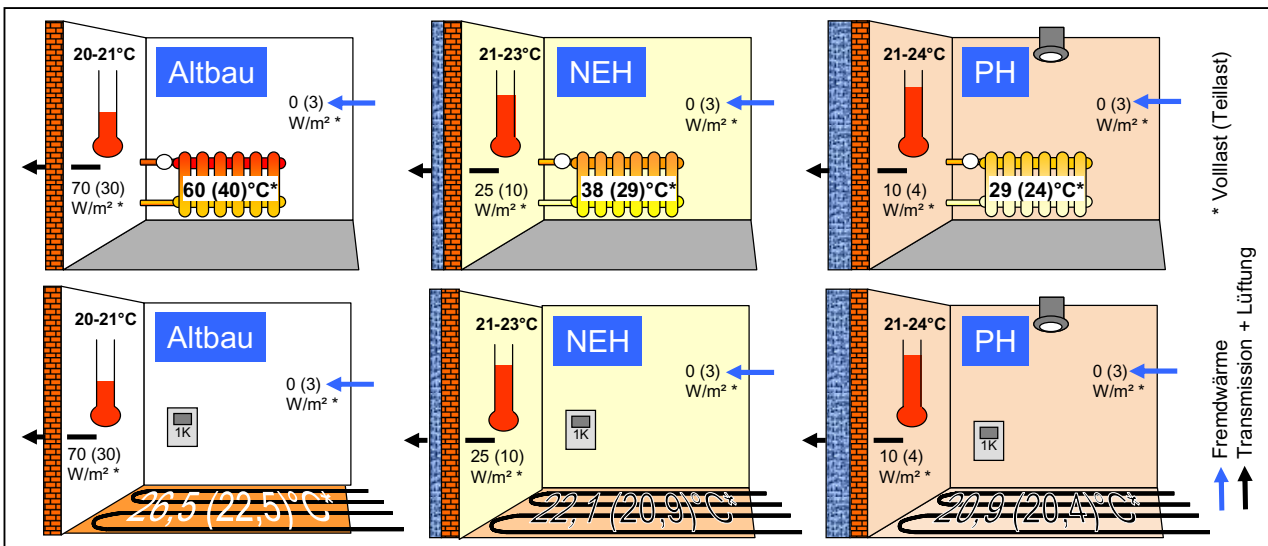 20-21°C
Altbau
0 (3)
W/m² *
70 (30)
W/m² *
60 (40)°C*
21-23°C
NEH
0 (3)
W/m² *
25 (10)
W/m² *
38 (29)°C*
21-24°C
PH
0 (3)
W/m² *
10 (4)
W/m² *
29 (24)°C*
* Volllast (Teillast)
20-21°C
Altbau
0 (3)
W/m² *
1K
70 (30)
W/m² *
26,5 (22,5)°C*
21-23°C
NEH
0 (3)
W/m² *
1K
25 (10)
W/m² *
22,1 (20,9)°C*
21-24°C
PH
0 (3)
W/m² *
1K
10 (4)
W/m² *
20,9 (20,4)°C*
Fremdwärme
Transmission + Lüftung